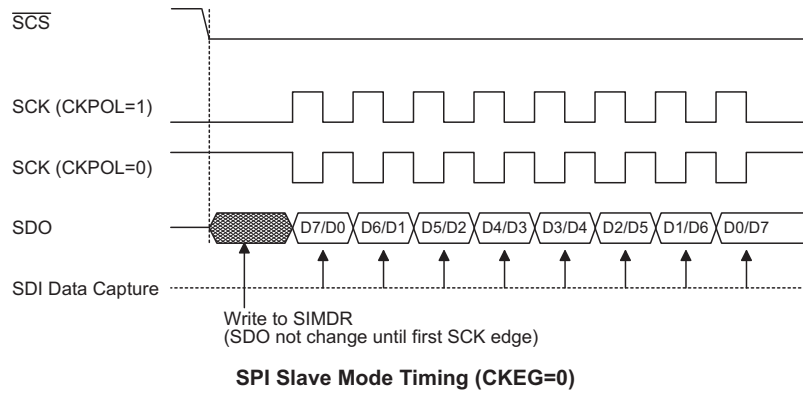 SCS
SCK (CKPOL=1)
SCK (CKPOL=0)
SDO
D7/D0 D6/D1 D5/D2 D4/D3 D3/D4 D2/D5 D1/D6 D0/D7
SDI Data Capture
Write to SIMDR
(SDO not change until first SCK edge)
SPI Slave Mode Timing (CKEG=0)